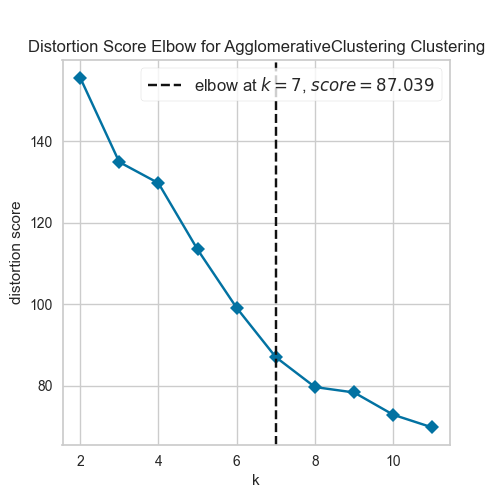 Distortion Score Elbow for AgglomerativeClustering Clustering
elbow at k = 7, score = 87.039
140
120
100
80
distortion score
2 4 6 8 10
k